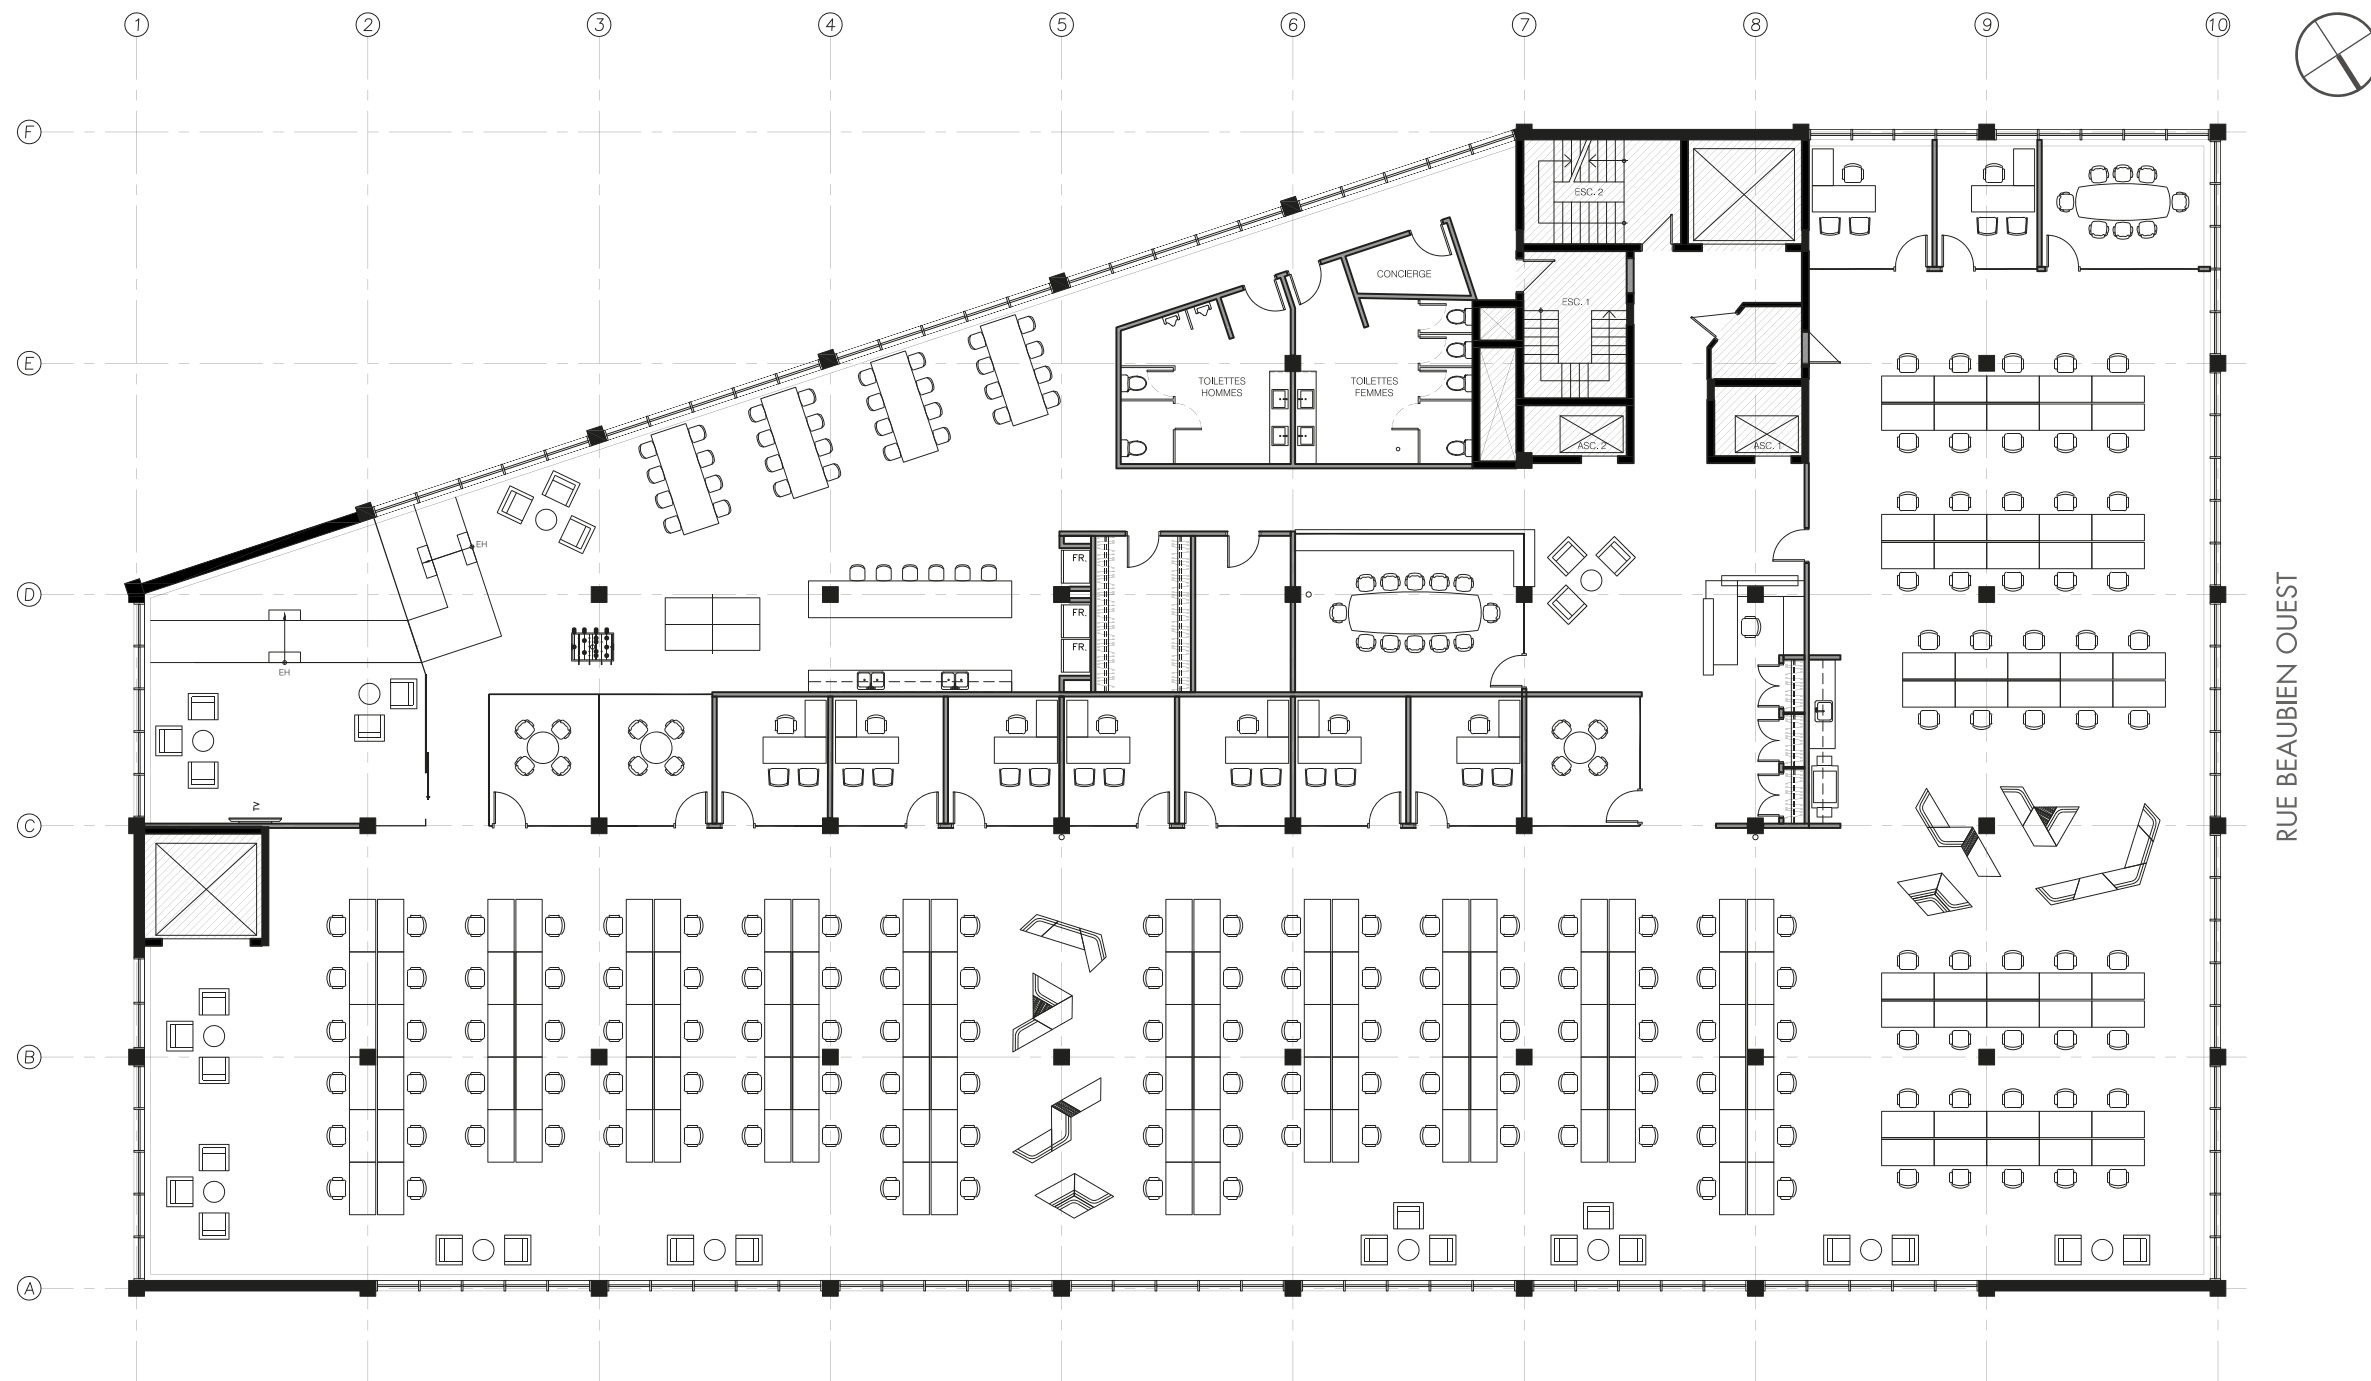 1 2 3 4 5 6 7 8 9 10
F
ESC. 2
CONCIERGE
ESC. 1
E
TOILETTES
HOMMES
TOILETTES
FEMMES
ASC. 2
ASC. 1
EH
FR.
D
FR.
FR.
EH
RUE BEAUBIEN OUEST
TV
C
B
A